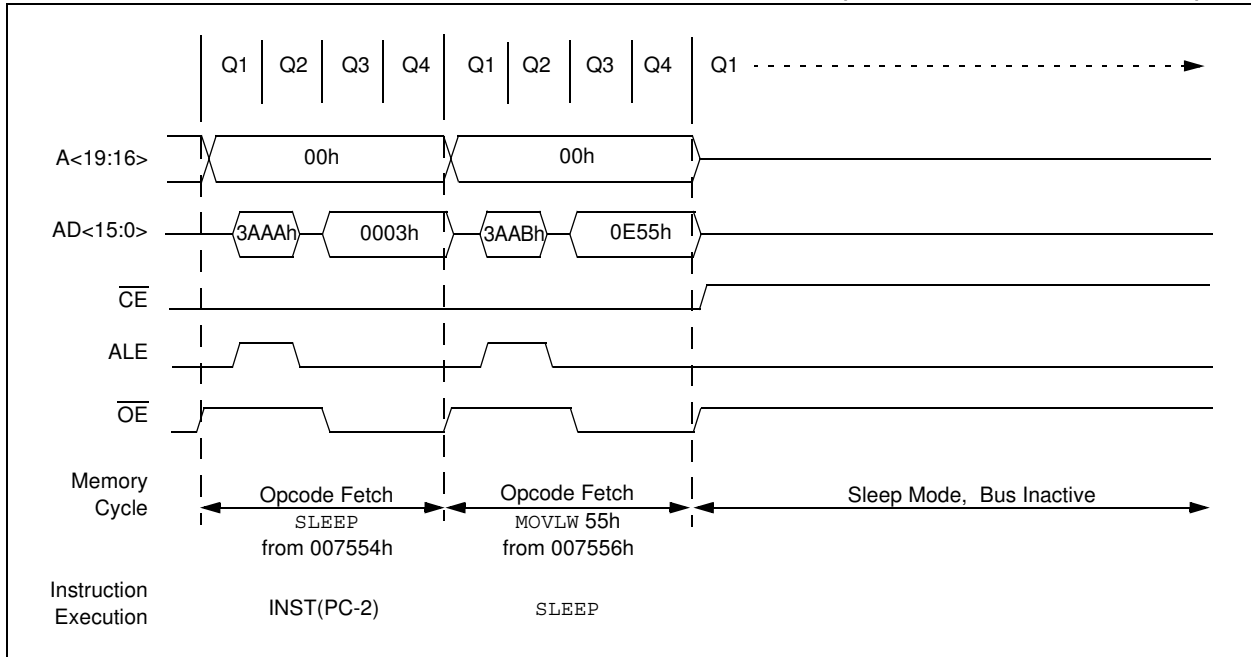 Q1 Q2 Q3 Q4 Q1 Q2 Q3 Q4 Q1
A<19:16> 00h 00h
AD<15:0> 3AAAh 0003h 3AABh 0E55h
CE
ALE
OE
Memory
Cycle
Opcode Fetch
SLEEP
from 007554h
Opcode Fetch
MOVLW 55h
from 007556h
Sleep Mode, Bus Inactive
Instruction
Execution
INST(PC-2) SLEEP